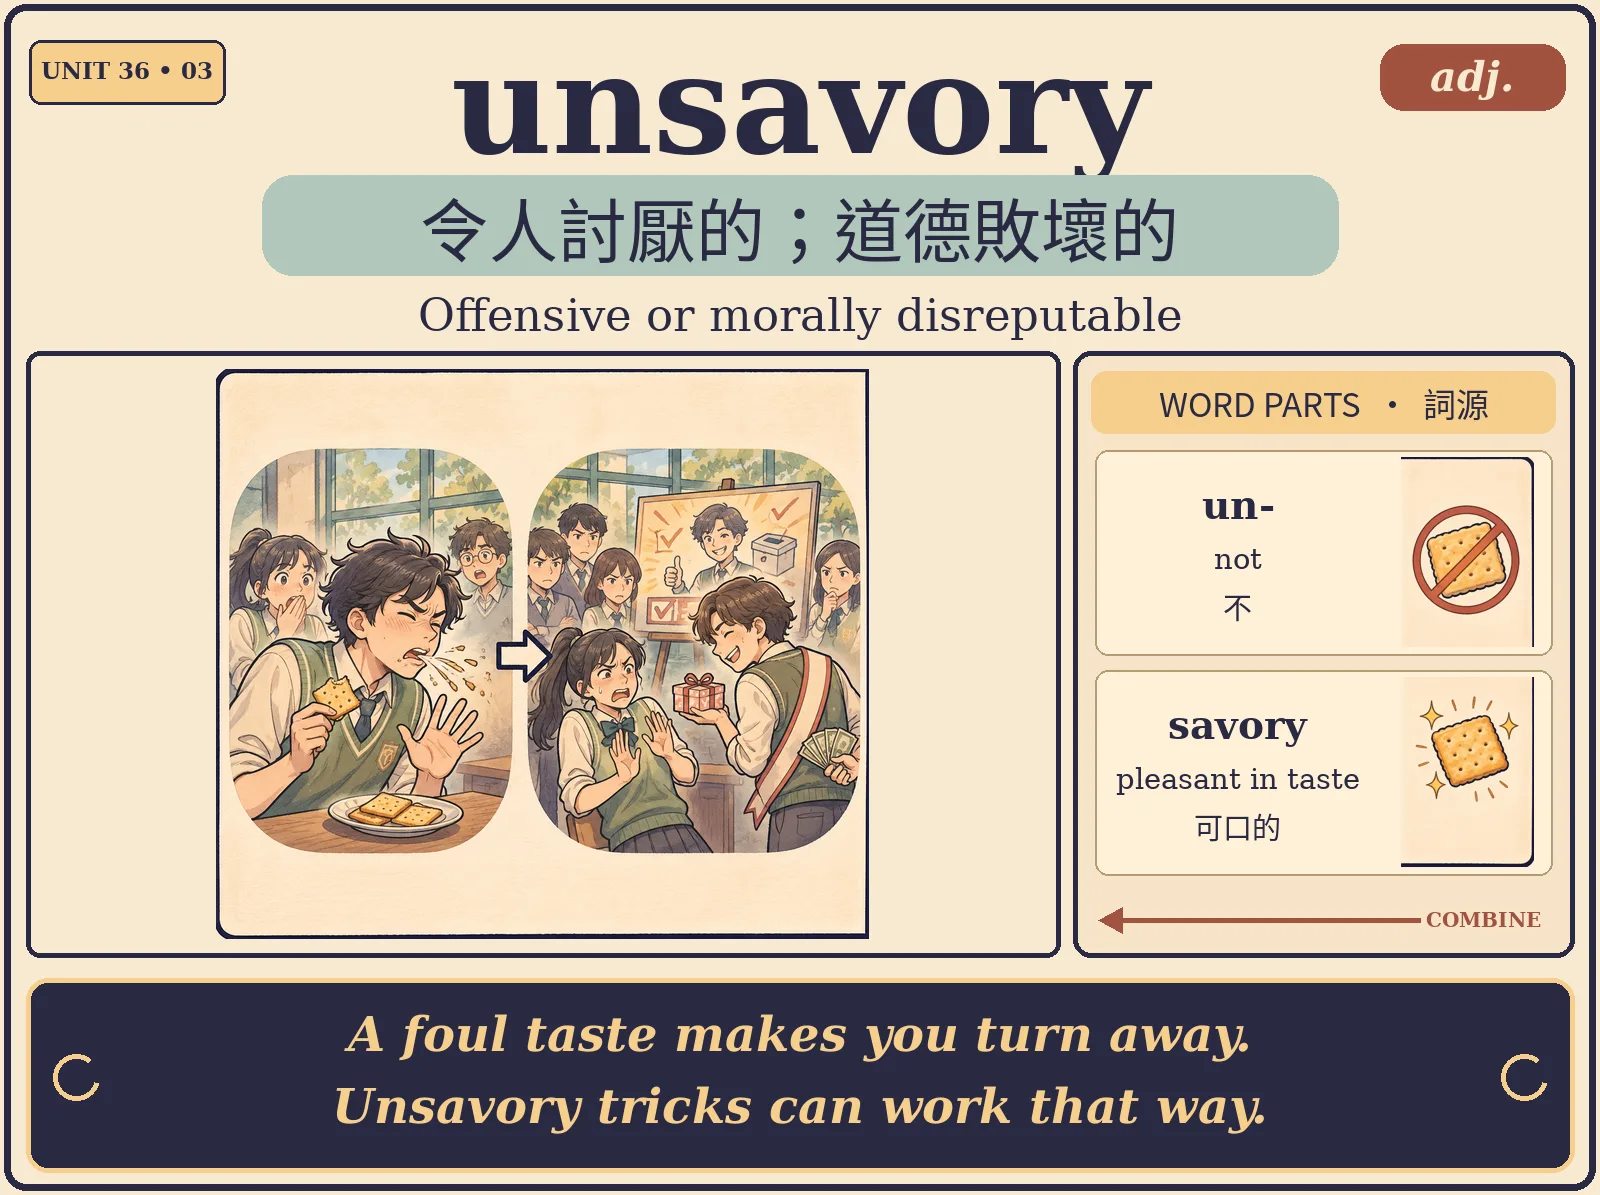 UNIT 36 • 03
unsavory
adj.
令人討厭的；道德敗壞的
Offensive or morally disreputable
WORD PARTS ・ 詞源
un-
not
不
savory
pleasant in taste
可口的
COMBINE
A foul taste makes you turn away.
Unsavory tricks can work that way.